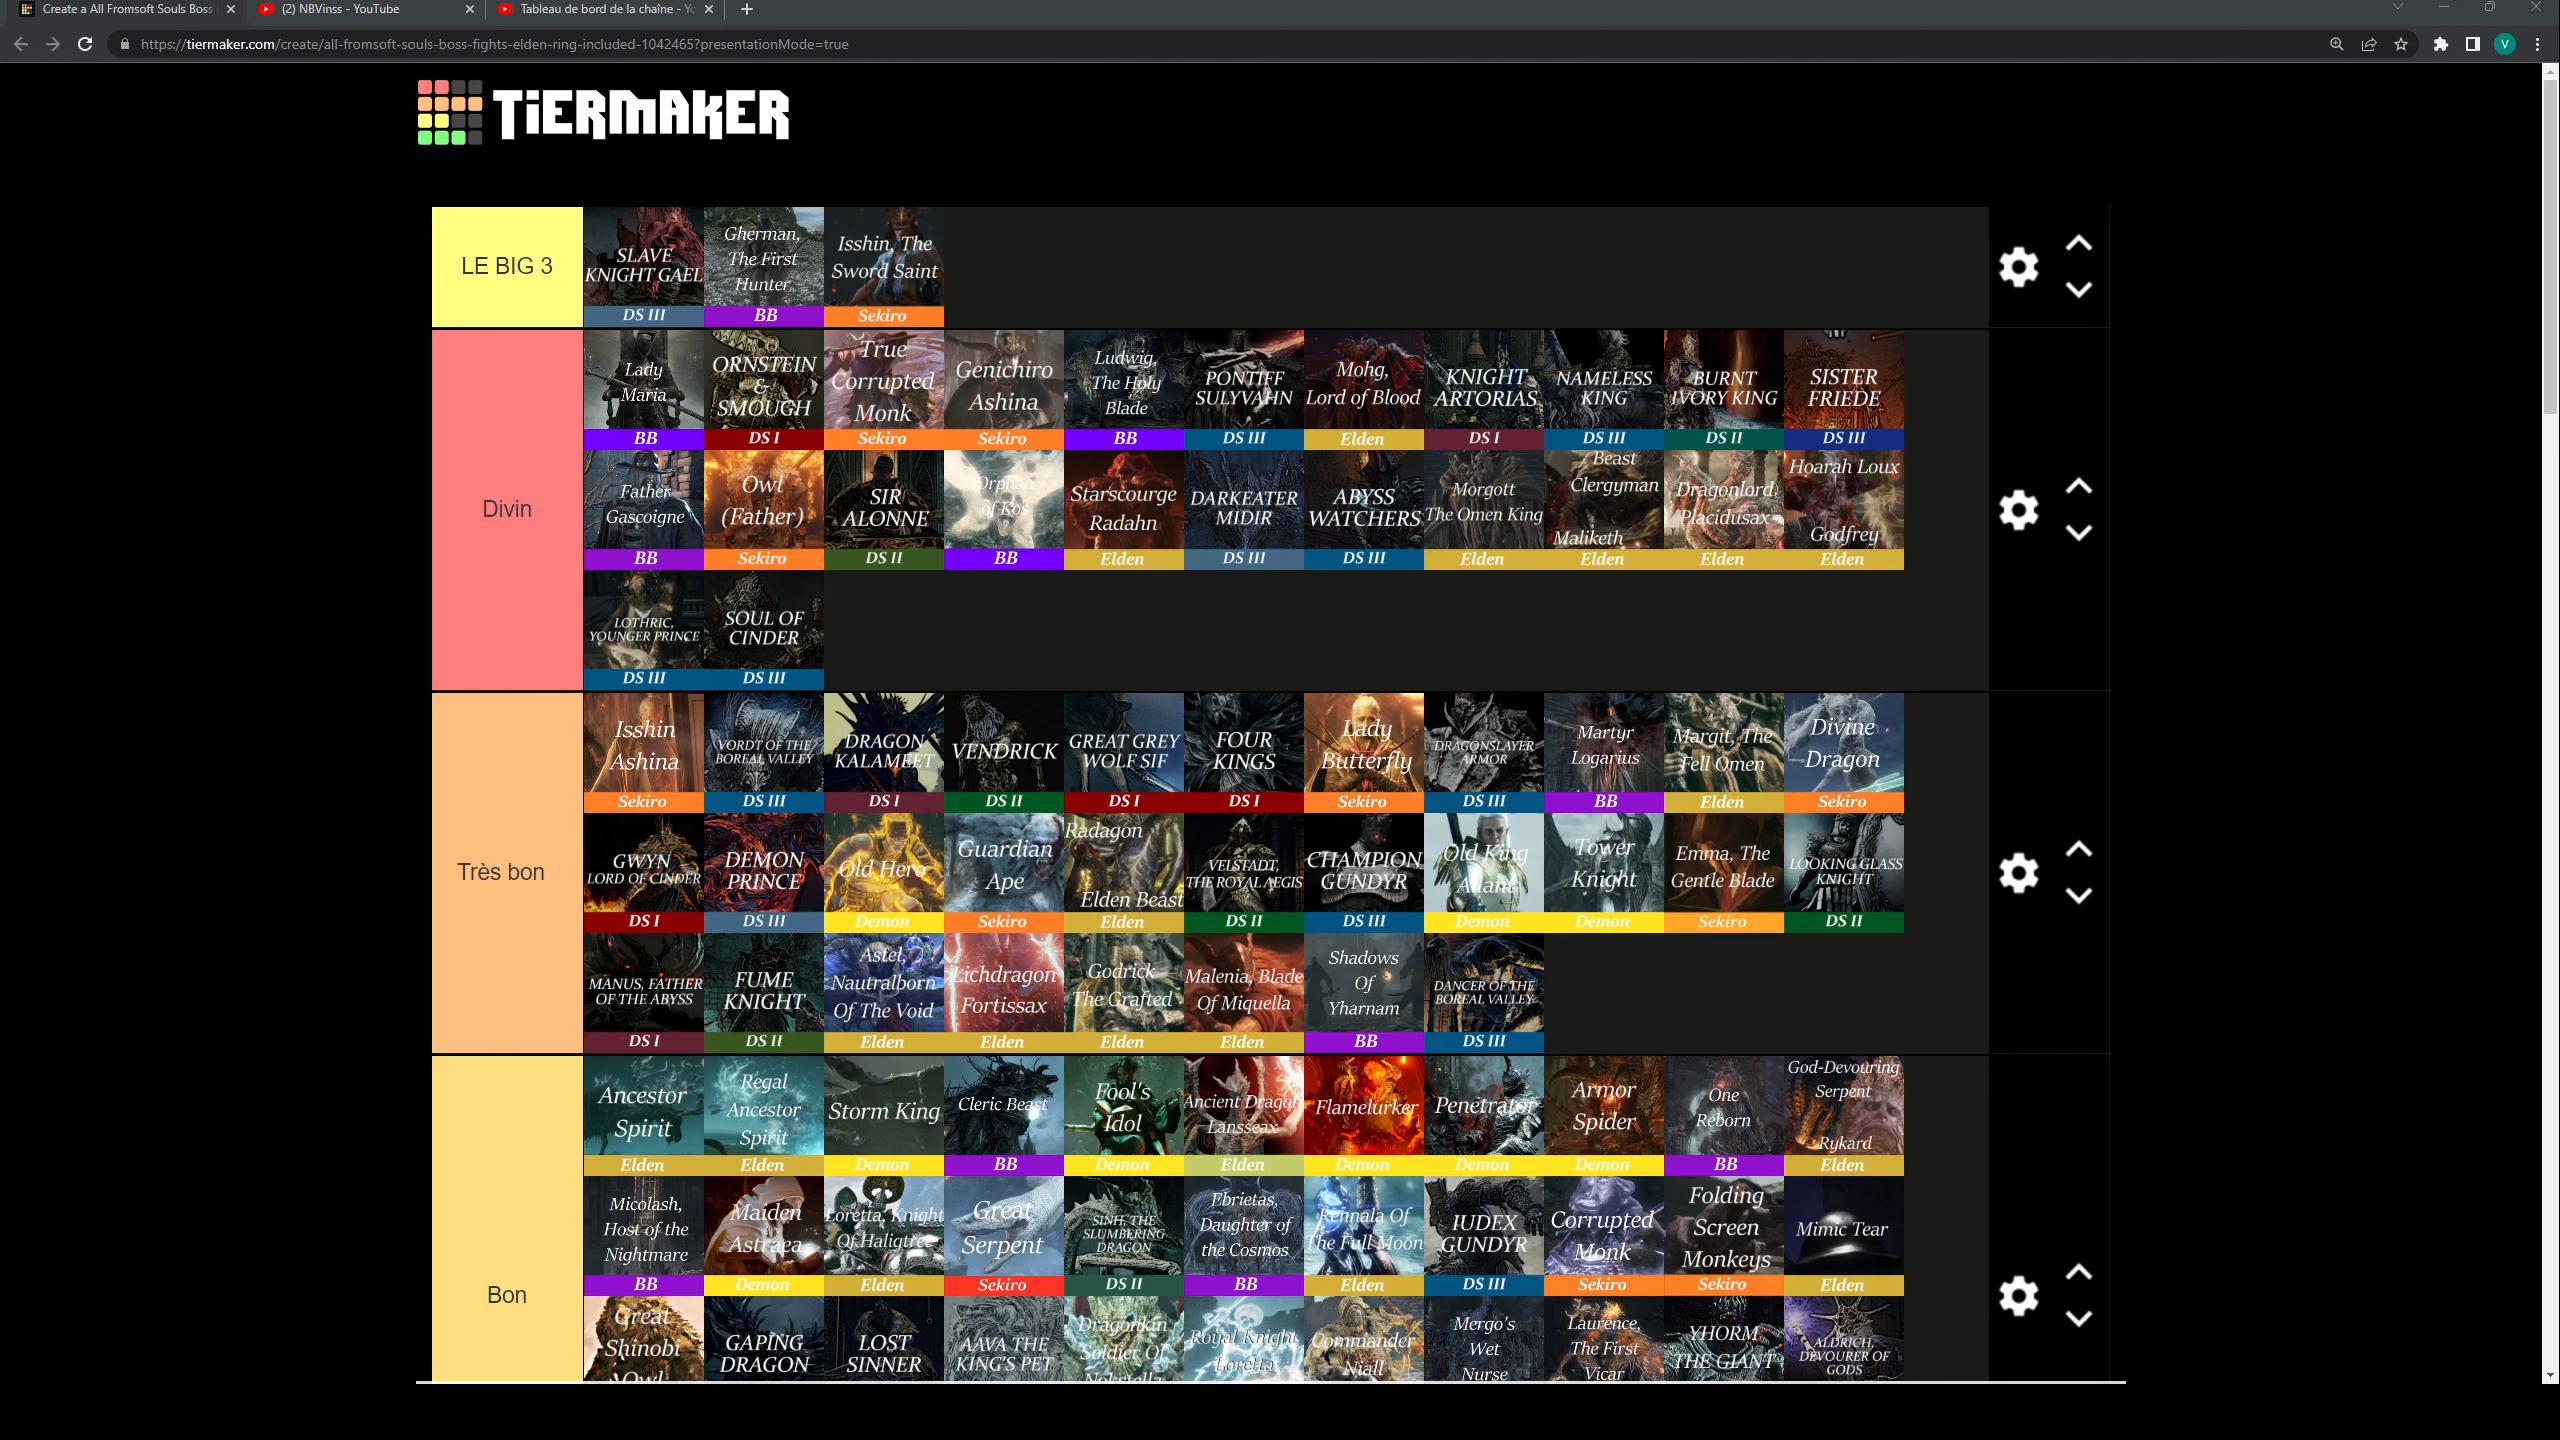 Create a All Fromsoft Souls Boss
(2) NBVinss - YouTube
Tableau de bord de la chaîne - Yo
https://tiermaker.com/create/all-fromsoft-souls-boss-fights-elden-ring-included-1042465?presentationMode=true
V
TiERMAKER
LE BIG 3
SLAVE KNIGHT GAEL
DS III
Gherman, The First Hunter
BB
Isshin, The Sword Saint
Sekiro
Divin
Lady Maria
BB
ORNSTEIN & SMOUGH
DS I
True Corrupted Monk
Sekiro
Genichiro Ashina
Sekiro
Ludwig, The Holy Blade
BB
PONTIFF SULYVAHN
DS III
Mohg, Lord of Blood
Elden
KNIGHT ARTORIAS
DS I
NAMELESS KING
DS III
BURNT IVORY KING
DS II
SISTER FRIEDE
DS III
Father Gascoigne
BB
Owl (Father)
Sekiro
SIR ALONNE
DS II
Orphan of Kos
BB
Starscourge Radahn
Elden
DARKEATER MIDIR
DS III
ABYSS WATCHERS
DS III
Morgott The Omen King
Elden
Beast Clergyman Maliketh
Elden
Dragonlord Placidusax
Elden
Hoarah Loux Godfrey
Elden
LOTHRIC, YOUNGER PRINCE
DS III
SOUL OF CINDER
DS III
Très bon
Isshin Ashina
Sekiro
VORDT OF THE BOREAL VALLEY
DS III
DRAGON KALAMEET
DS I
VENDRICK
DS II
GREAT GREY WOLF SIF
DS I
FOUR KINGS
DS I
Lady Butterfly
Sekiro
DRAGONSLAYER ARMOR
DS III
Martyr Logarius
BB
Margit, The Fell Omen
Elden
Divine Dragon
Sekiro
GWYN LORD OF CINDER
DS I
DEMON PRINCE
DS III
Old Hero
Demon
Guardian Ape
Sekiro
Radagon Elden Beast
Elden
VELSTADT, THE ROYAL AEGIS
DS II
CHAMPION GUNDYR
DS III
Old King Allant
Demon
Tower Knight
Demon
Emma, The Gentle Blade
Sekiro
LOOKING GLASS KNIGHT
DS II
MANUS, FATHER OF THE ABYSS
DS I
FUME KNIGHT
DS II
Astel, Nautralborn Of The Void
Elden
Lichdragon Fortissax
Elden
Godrick The Grafted
Elden
Malenia, Blade Of Miquella
Elden
Shadows Of Yharnam
BB
DANCER OF THE BOREAL VALLEY
DS III
Bon
Ancestor Spirit
Elden
Regal Ancestor Spirit
Elden
Storm King
Demon
Cleric Beast
BB
Fool's Idol
Demon
Ancient Dragon Lansseax
Elden
Flamelurker
Demon
Penetrator
Demon
Armor Spider
Demon
One Reborn
BB
God-Devouring Serpent Rykard
Elden
Micolash, Host of the Nightmare
BB
Maiden Astraea
Demon
Loretta, Knight Of Haligtree
Elden
Great Serpent
Sekiro
SINH, THE SLUMBERING DRAGON
DS II
Ebrietas, Daughter of the Cosmos
BB
Rennala Of The Full Moon
Elden
IUDEX GUNDYR
DS III
Corrupted Monk
Sekiro
Folding Screen Monkeys
Sekiro
Mimic Tear
Elden
Great Shinobi Owl
GAPING DRAGON
LOST SINNER
AAVA THE KING'S PET
Dragonkin Soldier Of Nokstella
Royal Knight Loretta
Commander Niall
Mergo's Wet Nurse
Laurence, The First Vicar
YHORM THE GIANT
ALDRICH, DEVOURER OF GODS